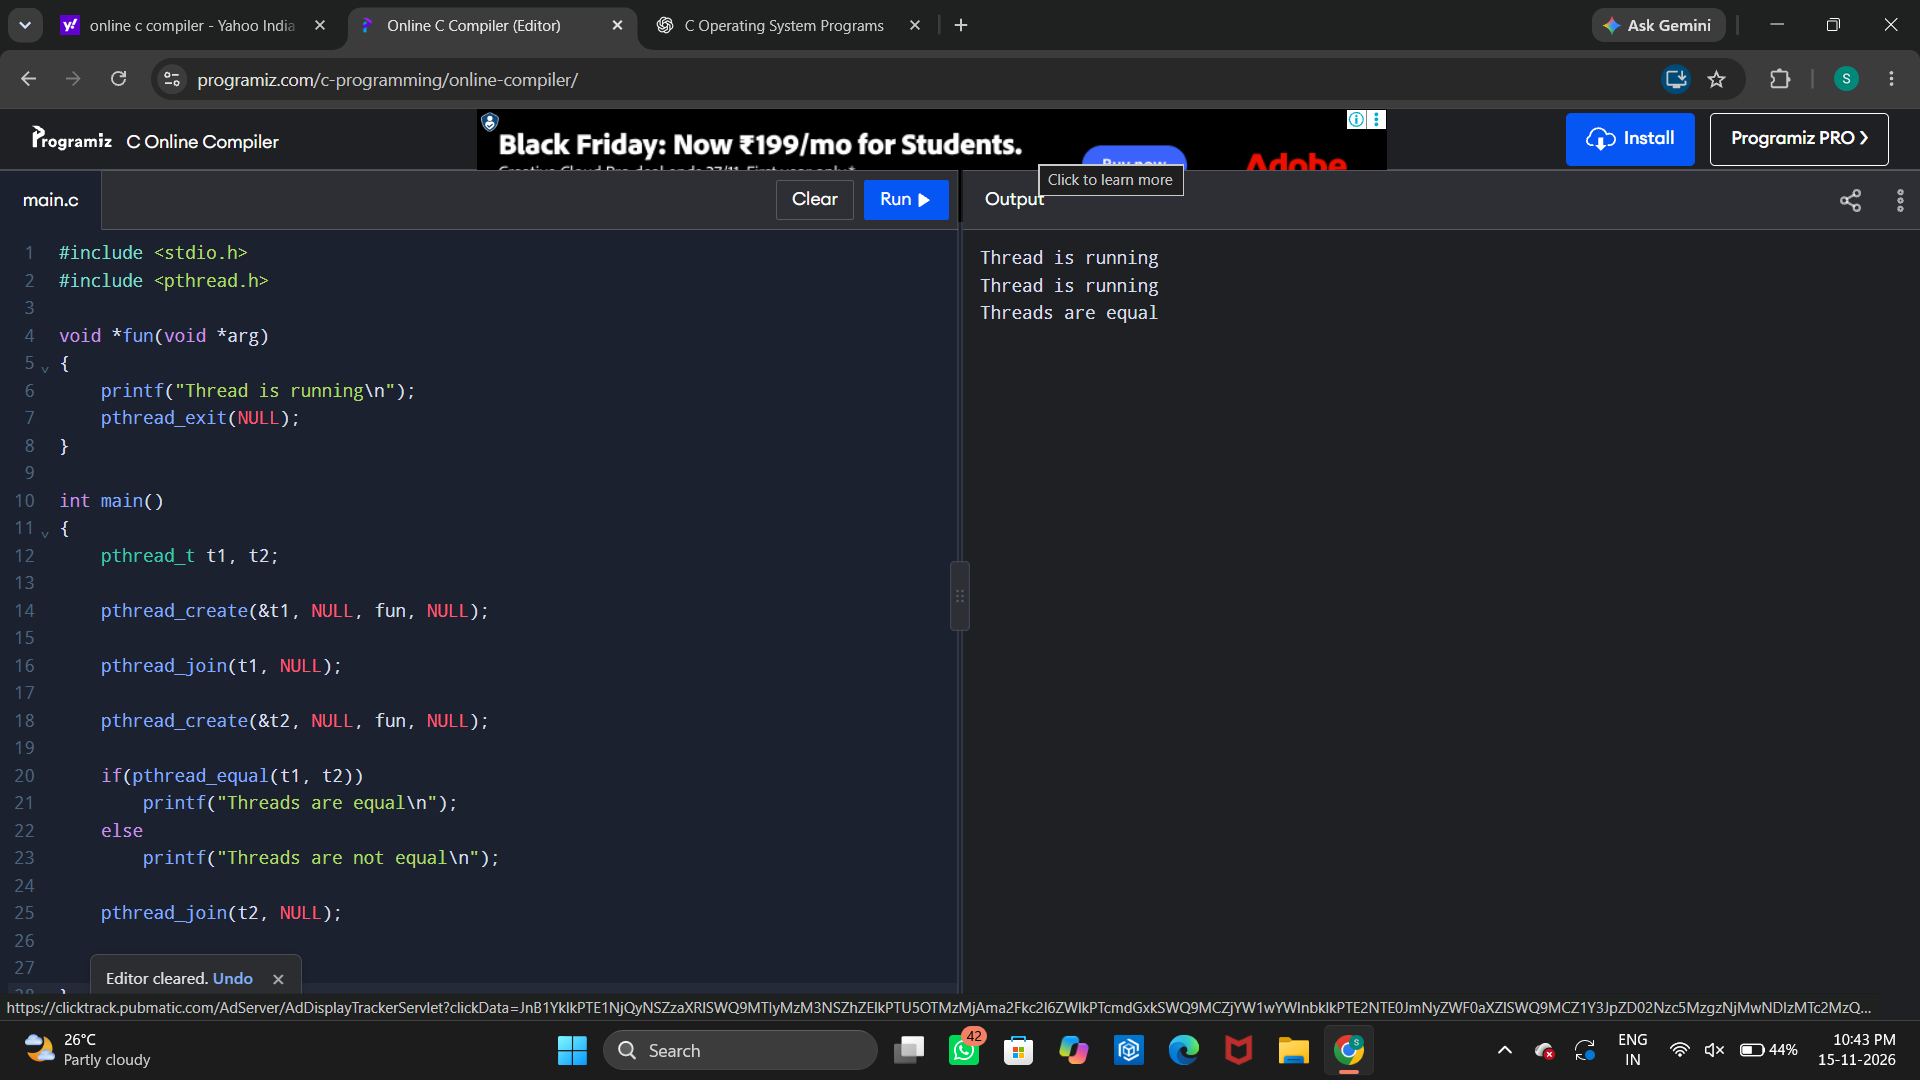 online c compiler - Yahoo India
Online C Compiler (Editor)
C Operating System Programs
Ask Gemini
programiz.com/c-programming/online-compiler/
S
Programiz C Online Compiler
Black Friday: Now ₹199/mo for Students.
Buy now
Adobe
Click to learn more
Install
Programiz PRO
main.c
Clear
Run
Output
1 #include <stdio.h>
2 #include <pthread.h>
3
4 void *fun(void *arg)
5 {
6 printf("Thread is running\n");
7 pthread_exit(NULL);
8 }
9
10 int main()
11 {
12 pthread_t t1, t2;
13
14 pthread_create(&t1, NULL, fun, NULL);
15
16 pthread_join(t1, NULL);
17
18 pthread_create(&t2, NULL, fun, NULL);
19
20 if(pthread_equal(t1, t2))
21 printf("Threads are equal\n");
22 else
23 printf("Threads are not equal\n");
24
25 pthread_join(t2, NULL);
26
27
Thread is running
Thread is running
Threads are equal
Editor cleared. Undo
26°C
Partly cloudy
Search
42
ENG
IN
44%
10:43 PM
15-11-2026